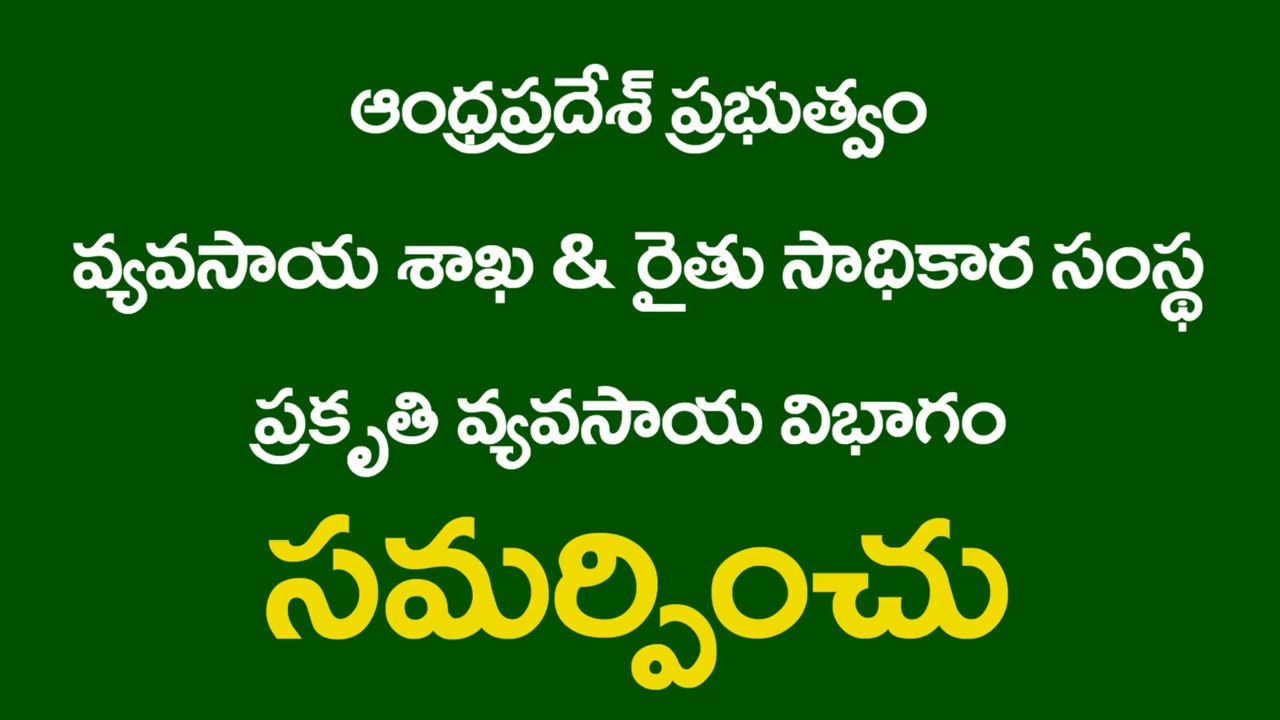 ఆంధ్రప్రదేశ్ ప్రభుత్వం
వ్యవసాయ శాఖ & రైతు సాధికార సంస్థ
ప్రకృతి వ్యవసాయ విభాగం
సమర్పించు